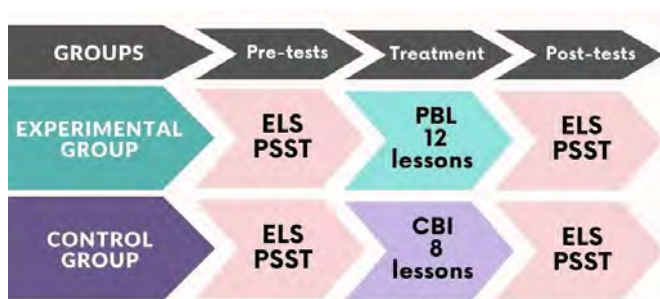 GROUPS Pre-tests Treatment Post-tests
EXPERIMENTAL
GROUP
ELS
PSST
PBL
12
lessons
ELS
PSST
CONTROL
GROUP
ELS
PSST
CBI
8
lessons
ELS
PSST